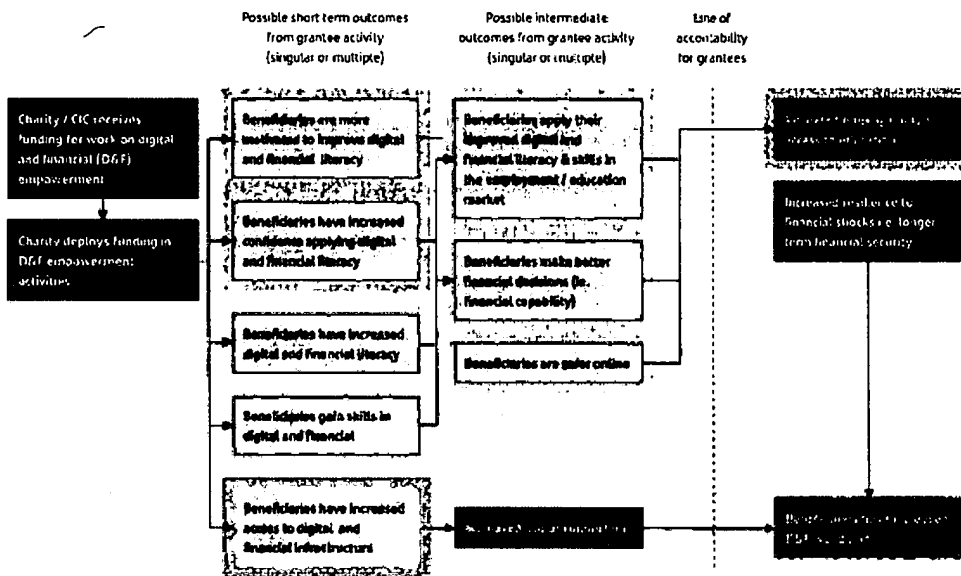 Possible short term outcomes
from grantee activity
(singular or multiple)
Possible intermediate
outcomes from grantee activity
(singular or multiple)
Line of
accountability
for grantees
Charity / CIC receives
funding for work on digital
and financial (D&F)
empowerment
Charity deploys funding in
D&F empowerment
activities
Beneficiaries are more
motivated to improve digital
and financial literacy
Beneficiaries have increased
confidence applying digital
and financial literacy
Beneficiaries have increased
digital and financial literacy
Beneficiaries gain skills in
digital and financial
Beneficiaries have increased
access to digital and
financial infrastructure
Beneficiaries apply their
improved digital and
financial literacy & skills in
the employment / education
market
Beneficiaries make better
financial decisions (ie.
financial capability)
Beneficiaries are safer online
Increased resilience to
financial shocks i.e. longer
term financial security